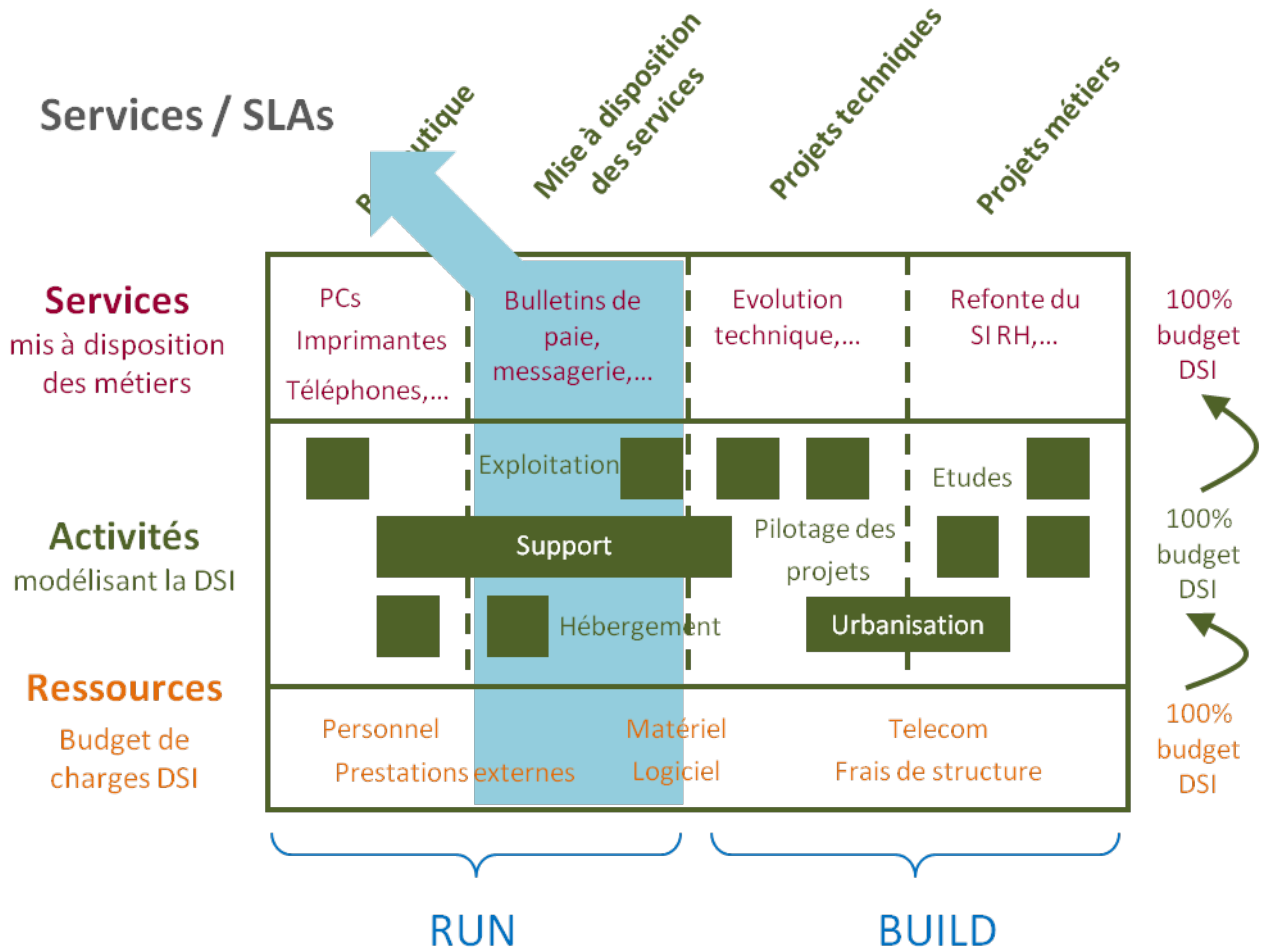 Services / SLAs
Mise à disposition
des services
Projets techniques
Projets métiers
Services
mis à disposition
des métiers
PCs
Imprimantes
Téléphones,...
Bulletins de
paie,
messagerie,...
Evolution
technique,...
Refonte du
SI RH,...
100%
budget
DSI
Activités
modélisant la DSI
Exploitation
Etudes
Support
Pilotage des
projets
Hébergement
Urbanisation
100%
budget
DSI
Ressources
Budget de
charges DSI
Personnel
Matériel
Telecom
Prestations externes
Logiciel
Frais de structure
100%
budget
DSI
RUN
BUILD